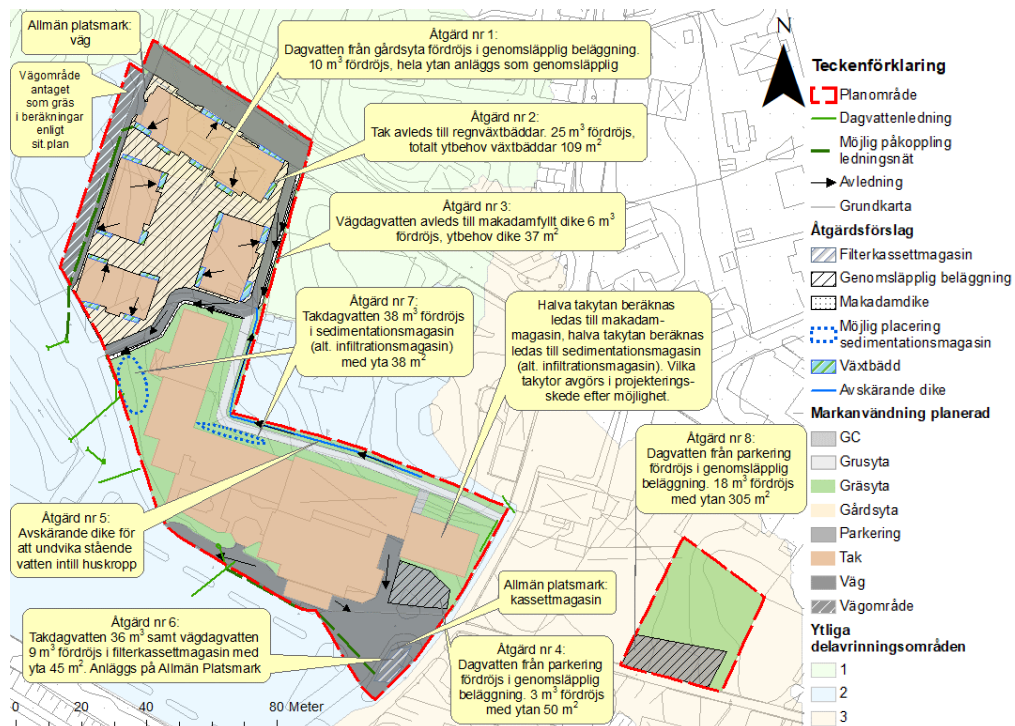 Allmän platsmark:
väg
Vägområde
antaget
som gräs
i beräkningar
enligt
sit.plan
Åtgärd nr 1:
Dagvatten från gårdsyta fördröjs i genomsläpplig beläggning.
10 m³ fördröjs, hela ytan anläggs som genomsläpplig
Åtgärd nr 2:
Tak avleds till regnväxtbäddar. 25 m³ fördröjs,
totalt ytbehov växtbäddar 109 m²
Åtgärd nr 3:
Vägdagvatten avleds till makadamfyllt dike 6 m³
fördröjs, ytbehov dike 37 m²
Åtgärd nr 7:
Takdagvatten 38 m³ fördröjs
i sedimentationsmagasin
(alt. infiltrationsmagasin)
med yta 38 m²
Halva takytan beräknas
ledas till makadam-
magasin, halva takytan beräknas
ledas till sedimentationsmagasin
(alt. infiltrationsmagasin). Vilka
takytor avgörs i projekterings-
skede efter möjlighet.
Åtgärd nr 8:
Dagvatten från parkering
fördröjs i genomsläpplig
beläggning. 18 m³ fördröjs
med ytan 305 m²
Åtgärd nr 5:
Avskärande dike för
att undvika stående
vatten intill huskropp
Allmän platsmark:
kassettmagasin
Åtgärd nr 6:
Takdagvatten 36 m³ samt vägdagvatten
9 m³ fördröjs i filterkassettmagasin med
yta 45 m². Anläggs på Allmän Platsmark
Åtgärd nr 4:
Dagvatten från parkering
fördröjs i genomsläpplig
beläggning. 3 m³ fördröjs
med ytan 50 m²
0 20 40 80 Meter
N
Teckenförklaring
Planområde
Dagvattenledning
Möjlig påkoppling
ledningsnät
Avledning
Grundkarta
Åtgärdsförslag
Filterkassettmagasin
Genomsläpplig beläggning
Makadamdike
Möjlig placering
sedimentationsmagasin
Växtbädd
Avskärande dike
Markanvändning planerad
GC
Grusyta
Gräsyta
Gårdsyta
Parkering
Tak
Väg
Vägområde
Ytliga
delavrinningsområden
1
2
3